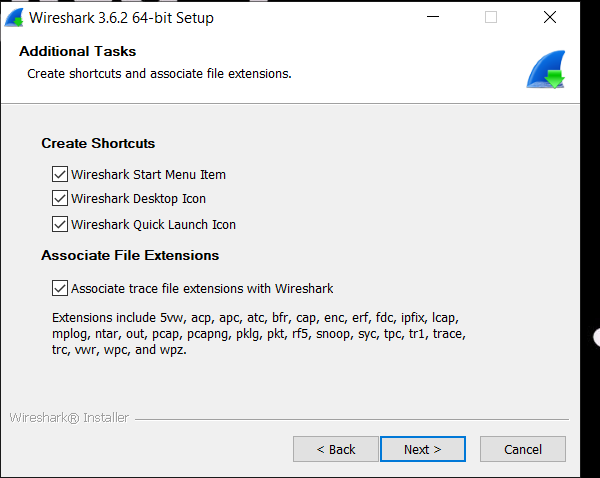 Wireshark 3.6.2 64-bit Setup
Additional Tasks
Create shortcuts and associate file extensions.
Create Shortcuts
Wireshark Start Menu Item
Wireshark Desktop Icon
Wireshark Quick Launch Icon
Associate File Extensions
Associate trace file extensions with Wireshark
Extensions include 5vw, acp, apc, atc, bfr, cap, enc, erf, fdc, ipfix, lcap,
mplog, ntar, out, pcap, pcapng, pklg, pkt, rf5, snoop, syc, tpc, tr1, trace,
trc, vwr, wpc, and wpz.
Wireshark® Installer
< Back
Next >
Cancel